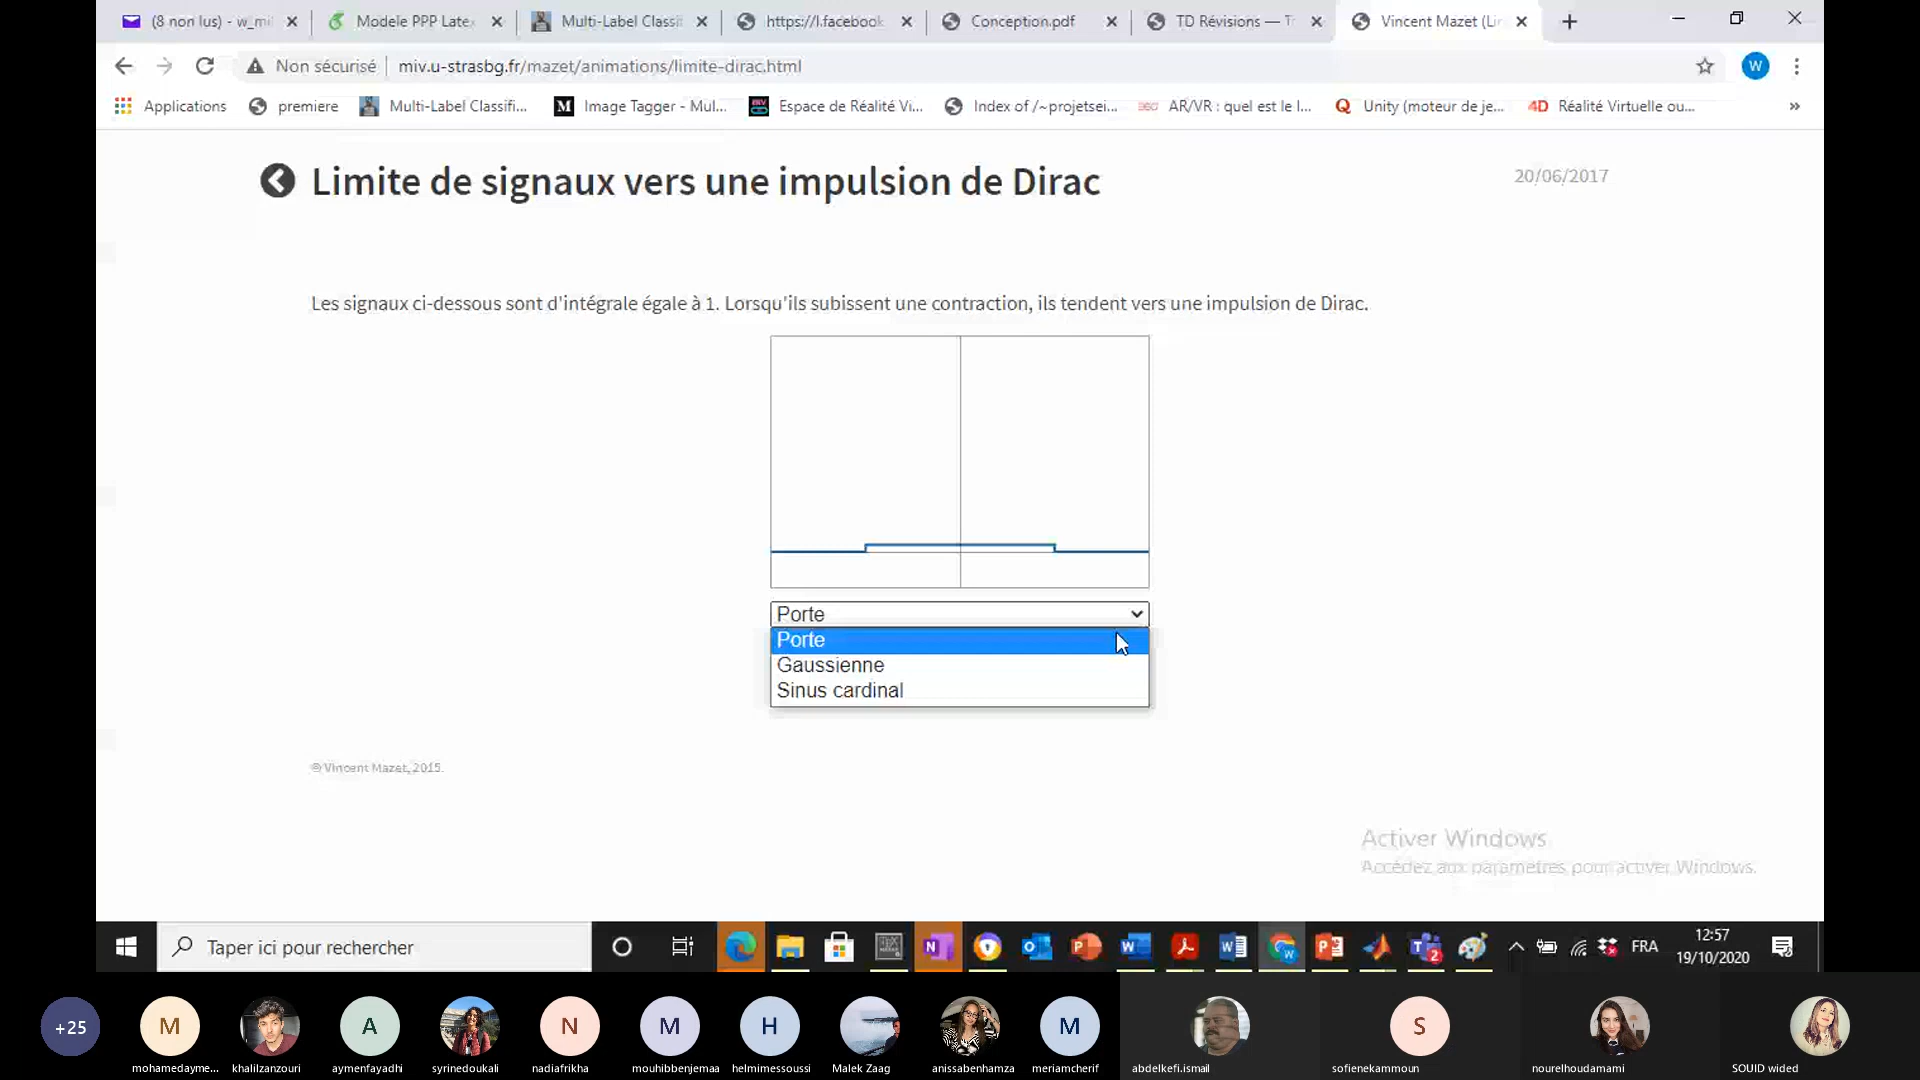 (8 non lus) - w_mi
Modele PPP Late
Multi-Label Classi
https://l.facebook
Conception.pdf
TD Révisions — T
Vincent Mazet (Li
Non sécurisé
miv.u-strasbg.fr/mazet/animations/limite-dirac.html
W
Applications
premiere
Multi-Label Classifi...
M
Image Tagger - Mul...
Espace de Réalité Vi...
Index of /~projetsei...
AR/VR : quel est le l...
Unity (moteur de je...
4D
Réalité Virtuelle ou...
»
Limite de signaux vers une impulsion de Dirac
20/06/2017
Les signaux ci-dessous sont d'intégrale égale à 1. Lorsqu'ils subissent une contraction, ils tendent vers une impulsion de Dirac.
Porte
Porte
Gaussienne
Sinus cardinal
© Vincent Mazet, 2015.
Activer Windows
Accédez aux paramètres pour activer Windows.
Taper ici pour rechercher
FRA
12:57
19/10/2020
+25
M
A
N
M
H
M
S
mohamedayme...
khalilzanzouri
aymenfayadhi
syrinedoukali
nadiafrikha
mouhibbenjemaa
helmimessoussi
Malek Zaag
anissabenhamza
meriamcherif
abdelkefi.ismail
sofienekammoun
nourelhoudamami
SOUID wided